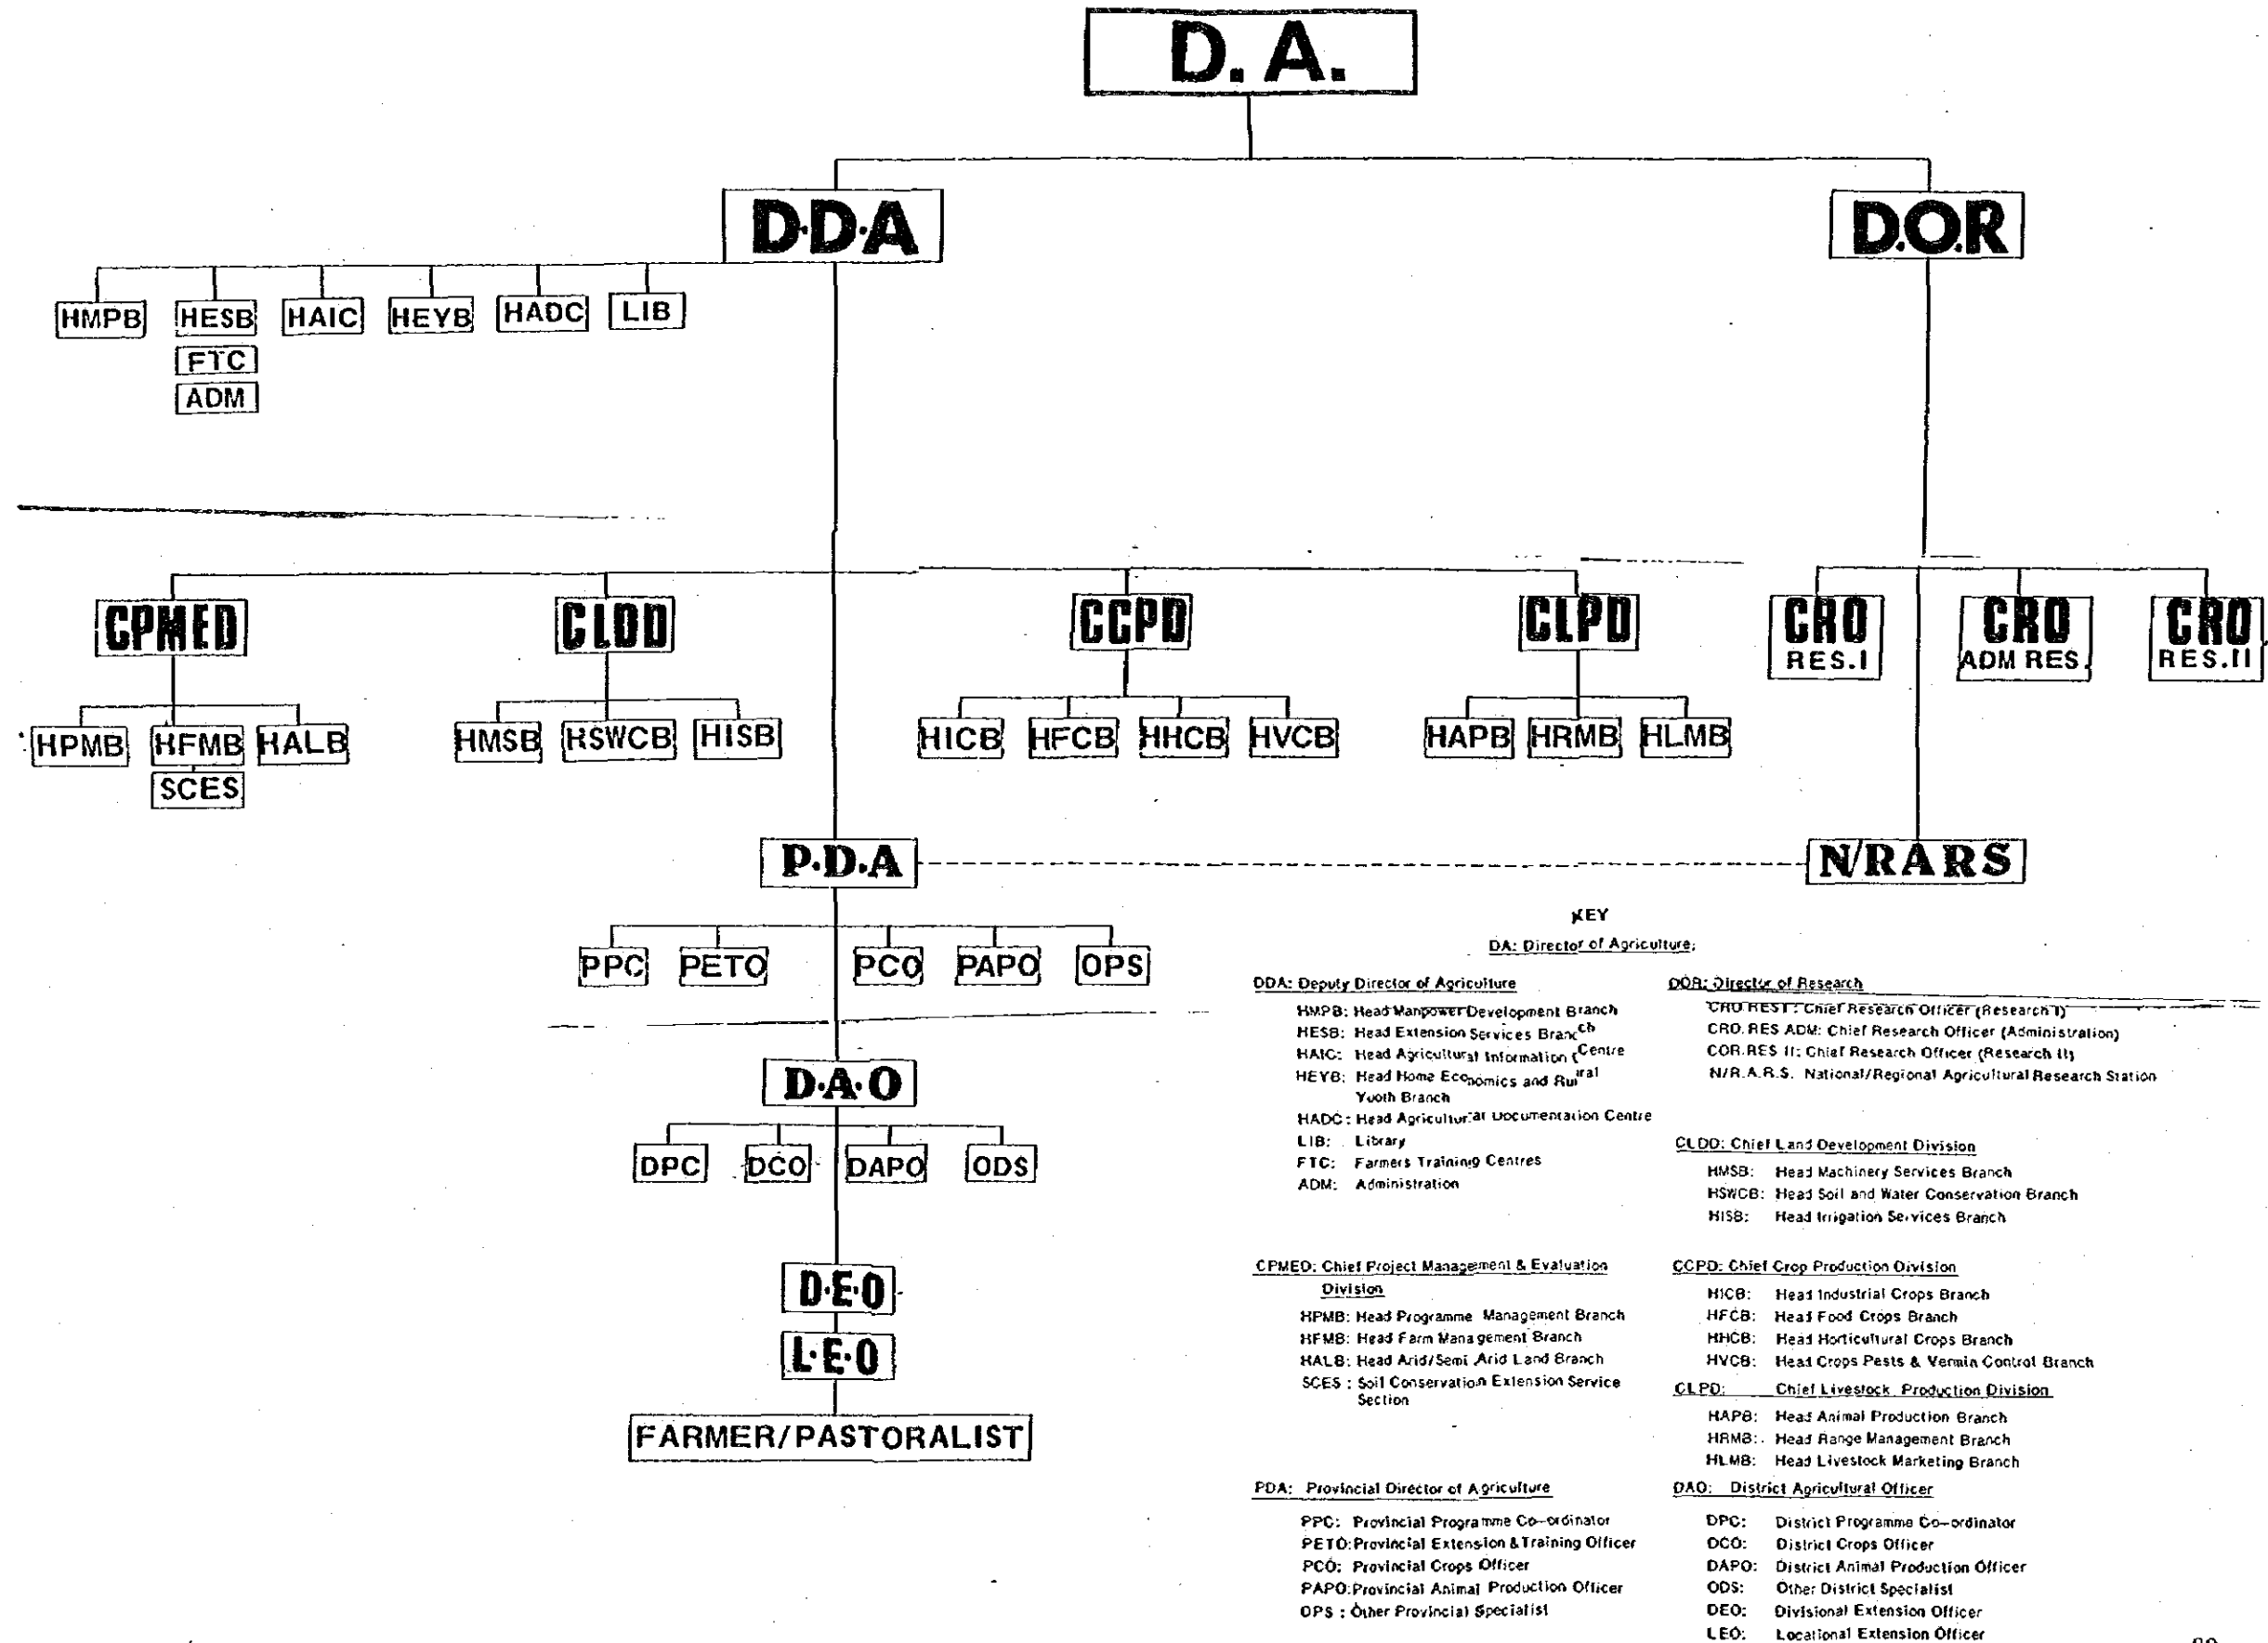 D. A.
D·D·A
D.O.R
HMPB HESB HAIC HEYB HADC LIB
FTC
ADM
CPMED CLDD CCPD CLPD CRO CRO CRO
RES.I ADM RES. RES.II
HPMB HFMB HALB HMSB HSWCB HISB HICB HFCB HHCB HVCB HAPB HRMB HLMB
SCES
P.D.A N/RARS
PPC PETO PCO PAPO OPS
D·A·O
DPC DCO DAPO ODS
D·E·O
L·E·O
FARMER/PASTORALIST
KEY
DA: Director of Agriculture;
DDA: Deputy Director of Agriculture
HMPB: Head Manpower Development Branch
HESB: Head Extension Services Branch
HAIC: Head Agricultural Information Centre
HEYB: Head Home Economics and Rural
Yooth Branch
HADC: Head Agricultural Documentation Centre
LIB: Library
FTC: Farmers Training Centres
ADM: Administration
DOR: Director of Research
CRO REST: Chief Research Officer (Research I)
CRO. RES ADM: Chief Research Officer (Administration)
COR.RES II: Chief Research Officer (Research II)
N/R.A.R.S. National/Regional Agricultural Research Station
CLDD: Chief Land Development Division
HMSB: Head Machinery Services Branch
HSWCB: Head Soil and Water Conservation Branch
HISB: Head Irrigation Services Branch
CPMED: Chief Project Management & Evaluation
Division
HPMB: Head Programme Management Branch
HFMB: Head Farm Management Branch
HALB: Head Arid/Semi Arid Land Branch
SCES: Soil Conservation Extension Service
Section
CCPD: Chief Crop Production Division
HICB: Head Industrial Crops Branch
HFCB: Head Food Crops Branch
HHCB: Head Horticultural Crops Branch
HVCB: Head Crops Pests & Vermin Control Branch
CLPD: Chief Livestock Production Division
HAPB: Head Animal Production Branch
HRMB: Head Range Management Branch
HLMB: Head Livestock Marketing Branch
PDA: Provincial Director of Agriculture
PPC: Provincial Programme Co-ordinator
PETO: Provincial Extension & Training Officer
PCO: Provincial Crops Officer
PAPO: Provincial Animal Production Officer
OPS: Other Provincial Specialist
DAO: District Agricultural Officer
DPC: District Programme Co-ordinator
DCO: District Crops Officer
DAPO: District Animal Production Officer
ODS: Other District Specialist
DEO: Divisional Extension Officer
LEO: Locational Extension Officer